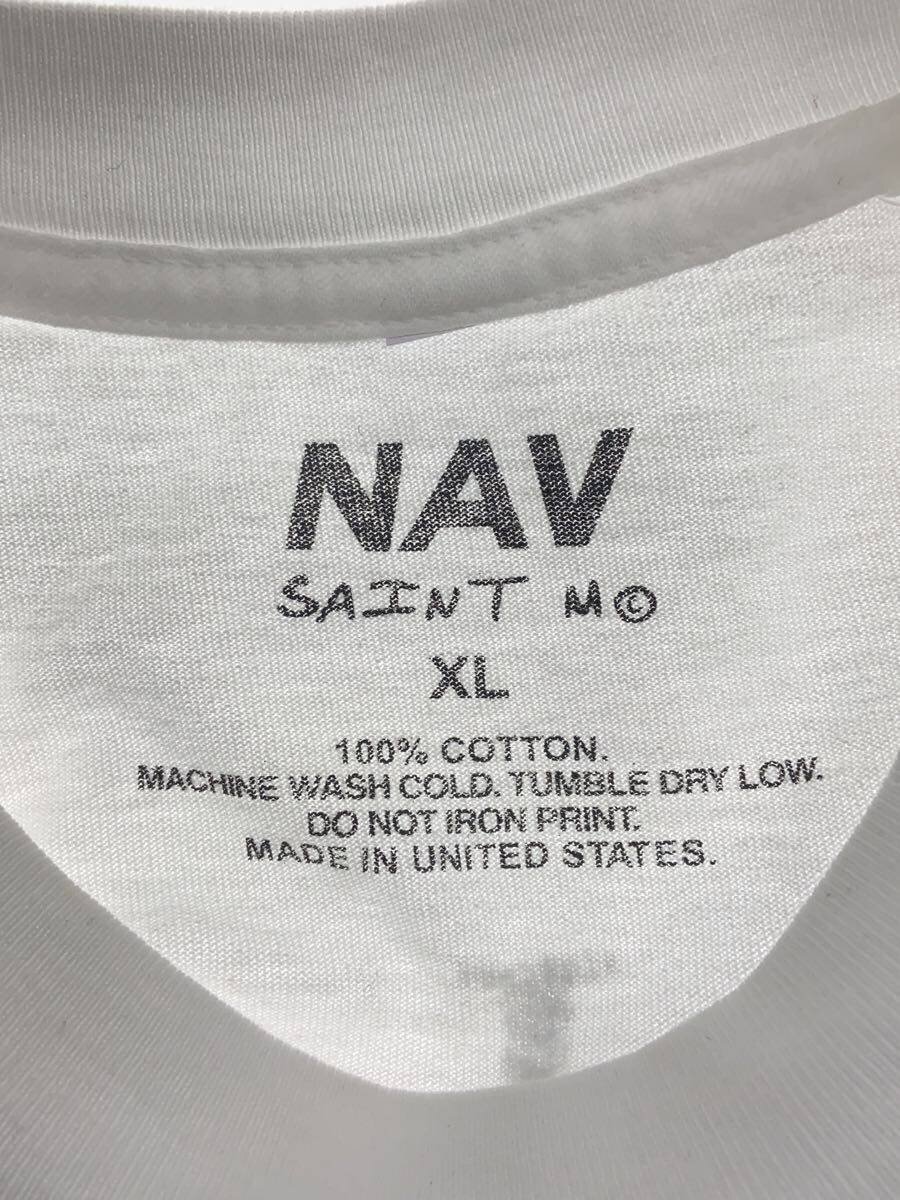 NAV
SAINT M©
XL
100% COTTON.
MACHINE WASH COLD. TUMBLE DRY LOW.
DO NOT IRON PRINT.
MADE IN UNITED STATES.